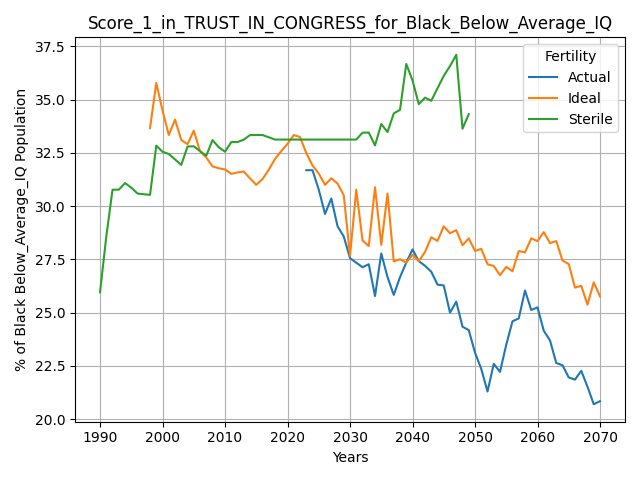 Score_1_in_TRUST_IN_CONGRESS_for_Black_Below_Average_IQ
37.5
35.0
32.5
30.0
27.5
25.0
22.5
20.0
% of Black Below_Average_IQ Population
Fertility
Actual
Ideal
Sterile
1990 2000 2010 2020 2030 2040 2050 2060 2070
Years